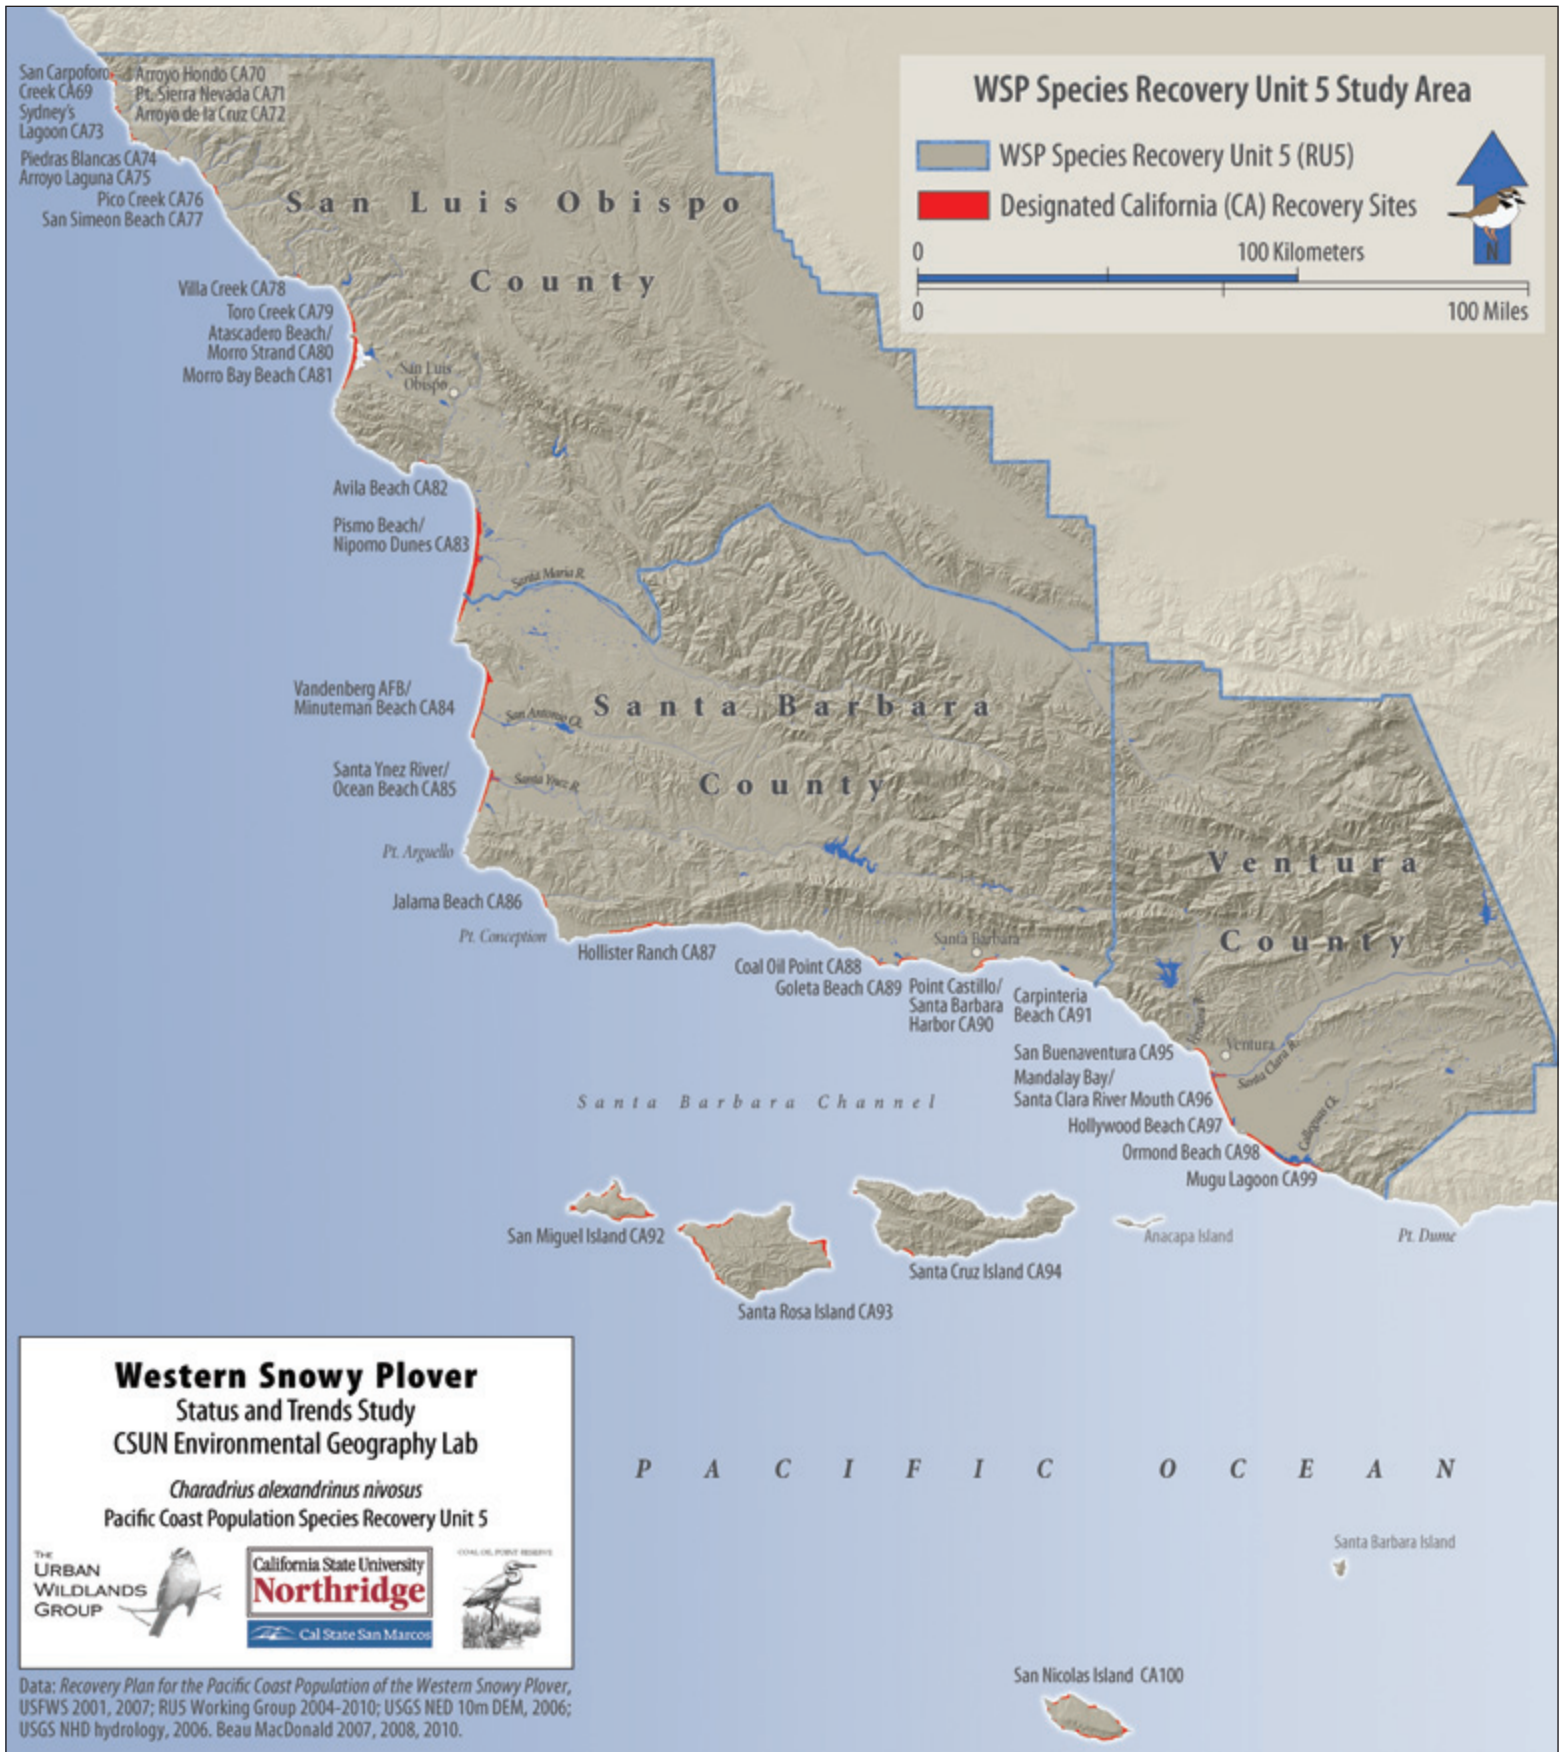 WSP Species Recovery Unit 5 Study Area
WSP Species Recovery Unit 5 (RU5)
Designated California (CA) Recovery Sites
N
0
100 Kilometers
0
100 Miles
San Carpoforo
Creek CA69
Arroyo Hondo CA70
Pt. Sierra Nevada CA71
Arroyo de la Cruz CA72
Sydney's
Lagoon CA73
Piedras Blancas CA74
Arroyo Laguna CA75
Pico Creek CA76
San Simeon Beach CA77
San Luis Obispo
County
Villa Creek CA78
Toro Creek CA79
Atascadero Beach/
Morro Strand CA80
Morro Bay Beach CA81
San Luis
Obispo
Avila Beach CA82
Pismo Beach/
Nipomo Dunes CA83
Santa Maria R.
Vandenberg AFB/
Minuteman Beach CA84
San Antonio Ck.
Santa Barbara
County
Santa Ynez River/
Ocean Beach CA85
Santa Ynez R.
Pt. Arguello
Ventura
County
Jalama Beach CA86
Pt. Conception
Hollister Ranch CA87
Santa Barbara
Coal Oil Point CA88
Goleta Beach CA89
Point Castillo/
Santa Barbara
Harbor CA90
Carpinteria
Beach CA91
Ventura R.
San Buenaventura CA95
Ventura
Santa Clara R.
Mandalay Bay/
Santa Clara River Mouth CA96
Hollywood Beach CA97
Calleguas Ck.
Ormond Beach CA98
Mugu Lagoon CA99
Santa Barbara Channel
San Miguel Island CA92
Santa Rosa Island CA93
Santa Cruz Island CA94
Anacapa Island
Pt. Dume
PACIFIC OCEAN
Santa Barbara Island
San Nicolas Island CA100
Western Snowy Plover
Status and Trends Study
CSUN Environmental Geography Lab
Charadrius alexandrinus nivosus
Pacific Coast Population Species Recovery Unit 5
THE
URBAN
WILDLANDS
GROUP
California State University
Northridge
Cal State San Marcos
COAL OIL POINT RESERVE
Data: Recovery Plan for the Pacific Coast Population of the Western Snowy Plover,
USFWS 2001, 2007; RU5 Working Group 2004-2010; USGS NED 10m DEM, 2006;
USGS NHD hydrology, 2006. Beau MacDonald 2007, 2008, 2010.